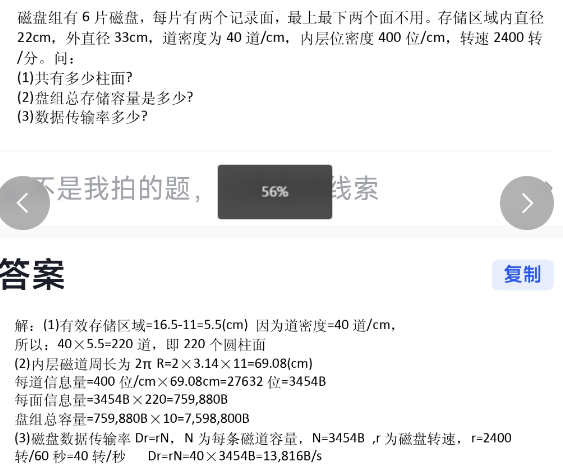 磁盘组有 6 片磁盘，每片有两个记录面，最上最下两个面不用。存储区域内直径
22cm，外直径 33cm，道密度为 40 道/cm，内层位密度 400 位/cm，转速 2400 转
/分。问：
(1)共有多少柱面?
(2)盘组总存储容量是多少?
(3)数据传输率多少?
不是我拍的题，
线索
56%
答案
复制
解：(1)有效存储区域=16.5-11=5.5(cm) 因为道密度=40 道/cm，
所以：40×5.5=220 道，即 220 个圆柱面
(2)内层磁道周长为 2π R=2×3.14×11=69.08(cm)
每道信息量=400 位/cm×69.08cm=27632 位=3454B
每面信息量=3454B×220=759,880B
盘组总容量=759,880B×10=7,598,800B
(3)磁盘数据传输率 Dr=rN，N 为每条磁道容量，N=3454B ,r 为磁盘转速，r=2400
转/60 秒=40 转/秒 Dr=rN=40×3454B=13,816B/s